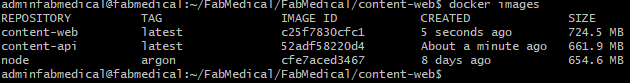 adminfabmedical@fabmedical:~/FabMedical/FabMedical/content-web$ docker images
REPOSITORY TAG IMAGE ID CREATED SIZE
content-web latest c25f7830cfc1 5 seconds ago 724.5 MB
content-api latest 52adf58220d4 About a minute ago 661.9 MB
node argon cfe7aced3467 8 days ago 654.6 MB
adminfabmedical@fabmedical:~/FabMedical/FabMedical/content-web$